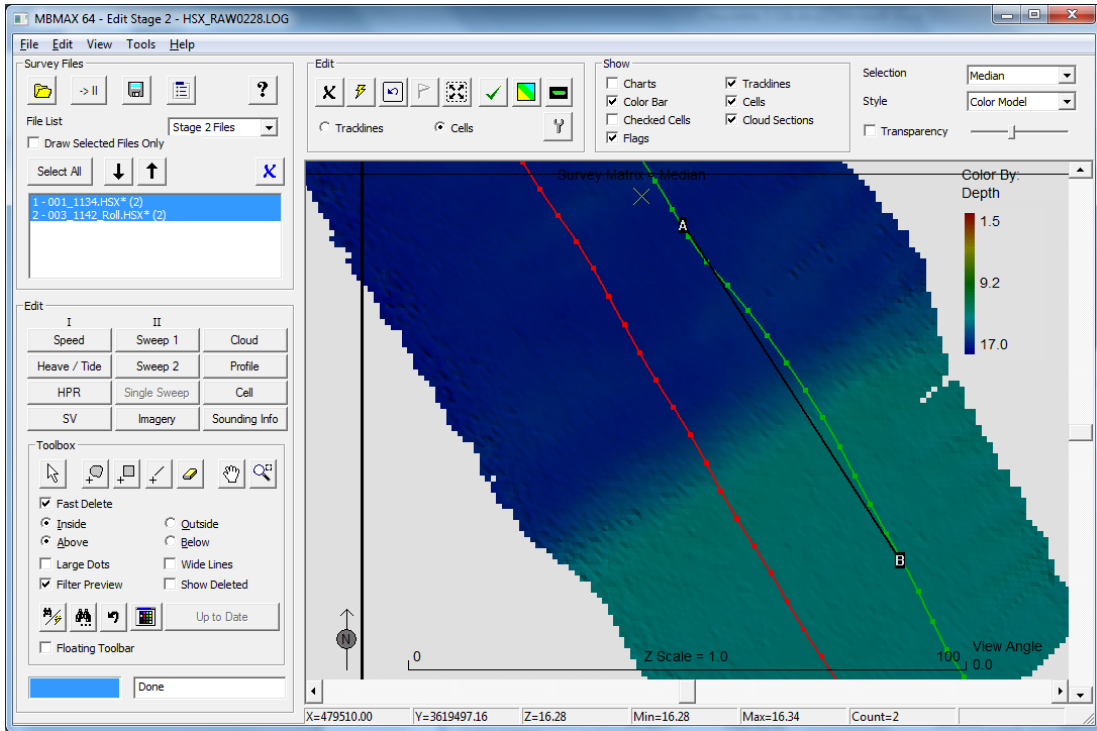 MBMAX 64 - Edit Stage 2 - HSX_RAW0228.LOG
File Edit View Tools Help
Survey Files
-> II
?
File List
Stage 2 Files
Draw Selected Files Only
Select All
X
1 - 001_1134.HSX* (2)
2 - 003_1142_Roll.HSX* (2)
Edit
I II
Speed Sweep 1 Cloud
Heave / Tide Sweep 2 Profile
HPR Single Sweep Cell
SV Imagery Sounding Info
Toolbox
Fast Delete
Inside Outside
Above Below
Large Dots Wide Lines
Filter Preview Show Deleted
Up to Date
Floating Toolbar
Done
Edit
X
Tracklines Cells
Show
Charts Tracklines
Color Bar Cells
Checked Cells Cloud Sections
Flags
Selection Median
Style Color Model
Transparency
Survey Matrix = Median
Color By:
Depth
1.5
9.2
17.0
A
B
N
0 Z Scale = 1.0 100
View Angle
0.0
X=479510.00 Y=3619497.16 Z=16.28 Min=16.28 Max=16.34 Count=2